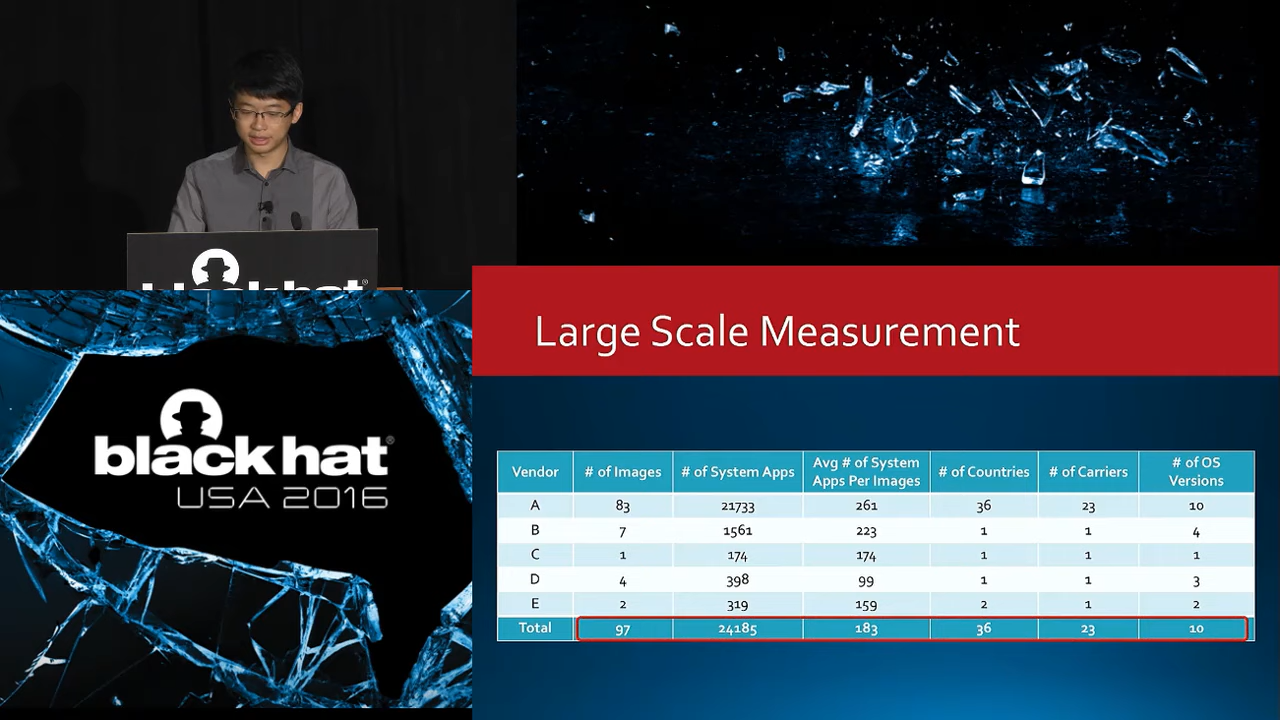 black hat®
Large Scale Measurement
black hat®
USA 2016
Vendor # of Images # of System Apps Avg # of System Apps Per Images # of Countries # of Carriers # of OS Versions
A 83 21733 261 36 23 10
B 7 1561 223 1 1 4
C 1 174 174 1 1 1
D 4 398 99 1 1 3
E 2 319 159 2 1 2
Total 97 24185 183 36 23 10